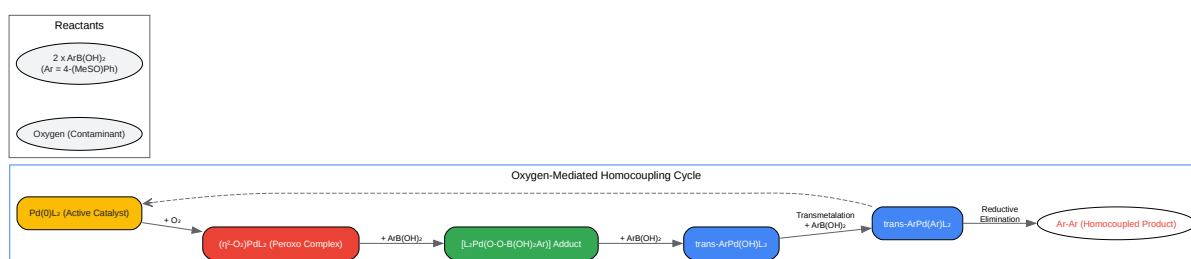 Reactants
2 x ArB(OH)₂
(Ar = 4-(MeSO)Ph)
Oxygen (Contaminant)
Oxygen-Mediated Homocoupling Cycle
Pd(0)L₂ (Active Catalyst)
+ O₂
(η²-O₂)PdL₂ (Peroxo Complex)
+ ArB(OH)₂
[L₂Pd(O-O-B(OH)₂Ar)] Adduct
+ ArB(OH)₂
trans-ArPd(OH)L₂
Transmetalation
+ ArB(OH)₂
trans-ArPd(Ar)L₂
Reductive
Elimination
Ar-Ar (Homocoupled Product)